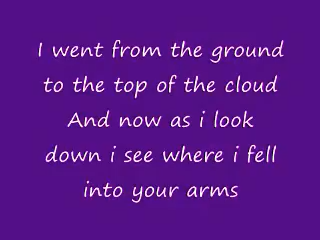 I went from the ground
to the top of the cloud
And now as i look
down i see where i fell
into your arms